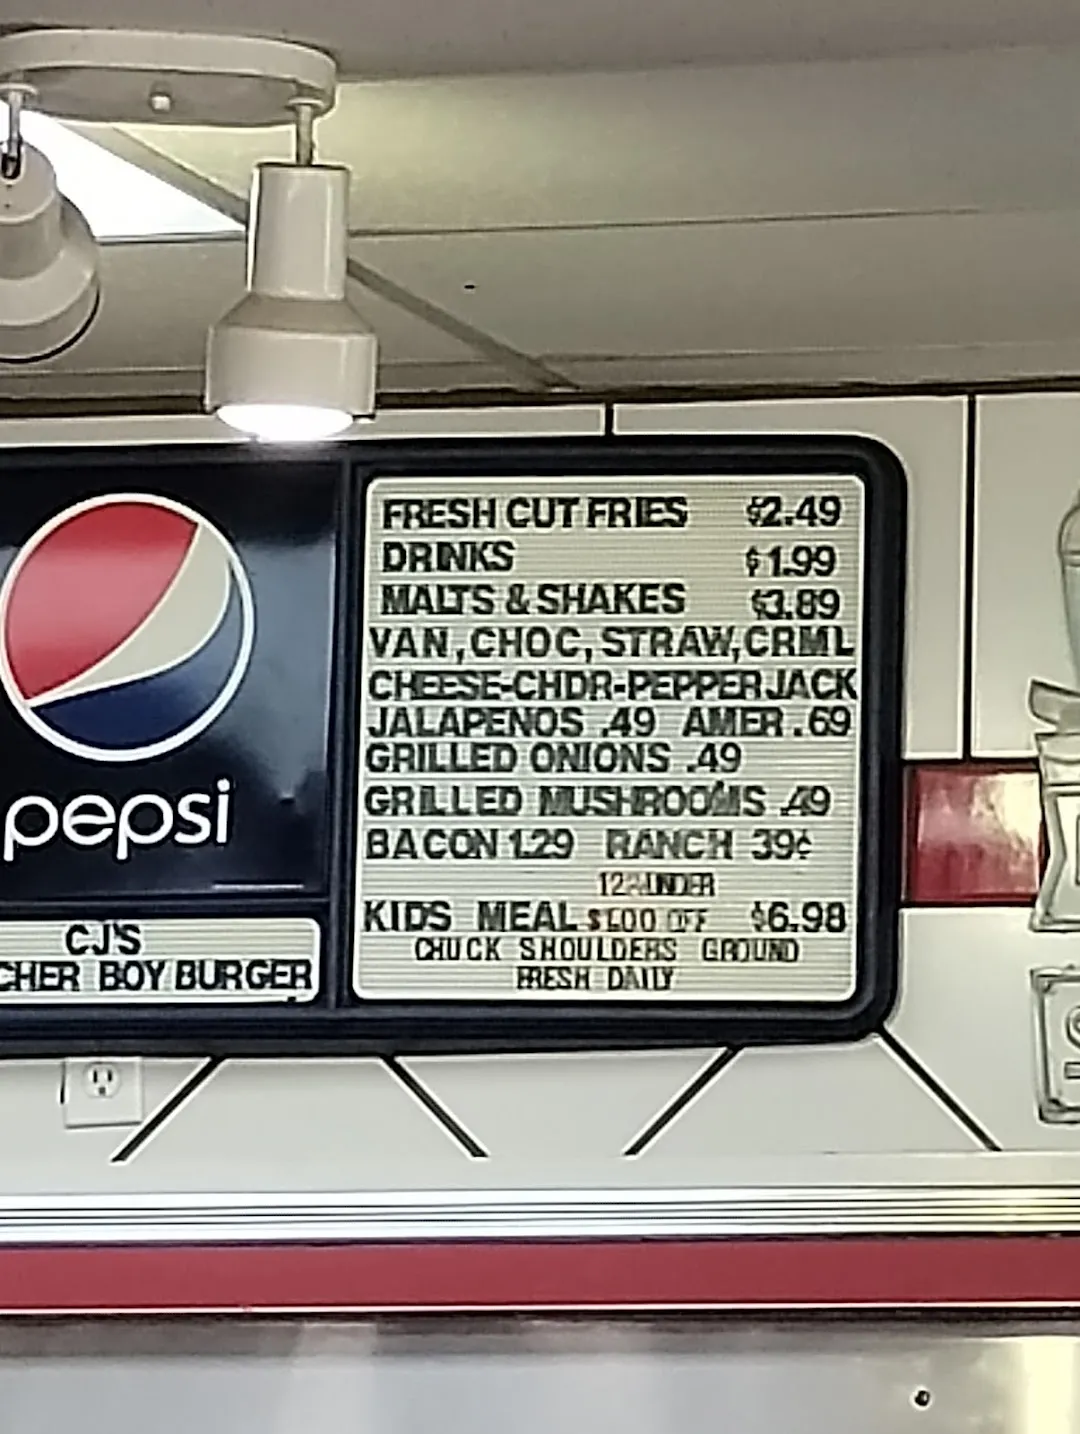 FRESH CUT FRIES $2.49
DRINKS $1.99
MALTS & SHAKES $3.89
VAN, CHOC, STRAW, CRML
CHEESE-CHDR-PEPPER JACK
JALAPENOS .49 AMER .69
GRILLED ONIONS .49
GRILLED MUSHROOMS .49
BACON 1.29 RANCH 39¢
12&UNDER
KIDS MEAL $1.00 OFF $6.98
CHUCK SHOULDERS GROUND
FRESH DAILY
pepsi
CJ'S
CHER BOY BURGER